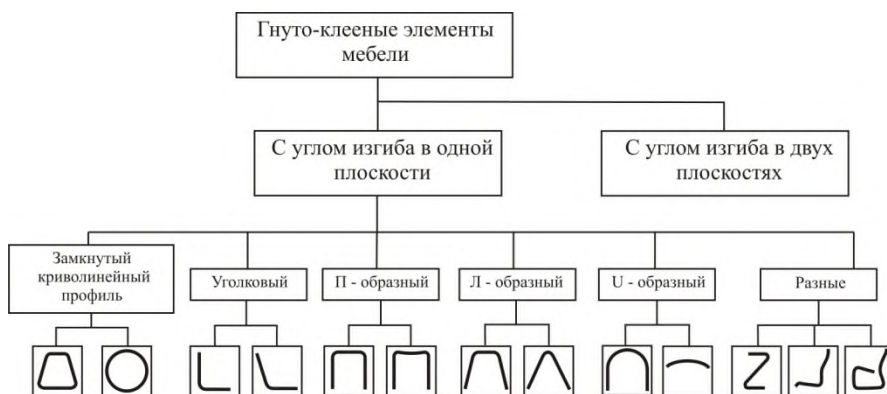 Гнуто-клееные элементы
мебели
С углом изгиба в одной
плоскости
С углом изгиба в двух
плоскостях
Замкнутый
криволинейный
профиль
Уголковый
П - образный
Л - образный
U - образный
Разные